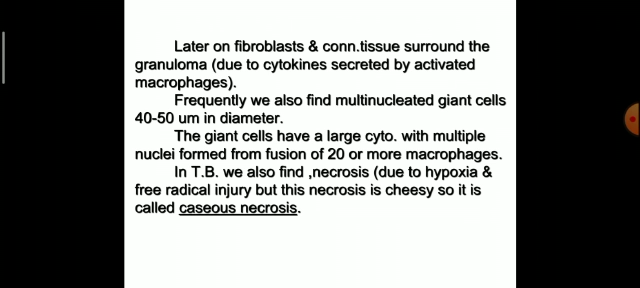 Later on fibroblasts & conn.tissue surround the
granuloma (due to cytokines secreted by activated
macrophages).
Frequently we also find multinucleated giant cells
40-50 um in diameter.
The giant cells have a large cyto. with multiple
nuclei formed from fusion of 20 or more macrophages.
In T.B. we also find ,necrosis (due to hypoxia &
free radical injury but this necrosis is cheesy so it is
called caseous necrosis.